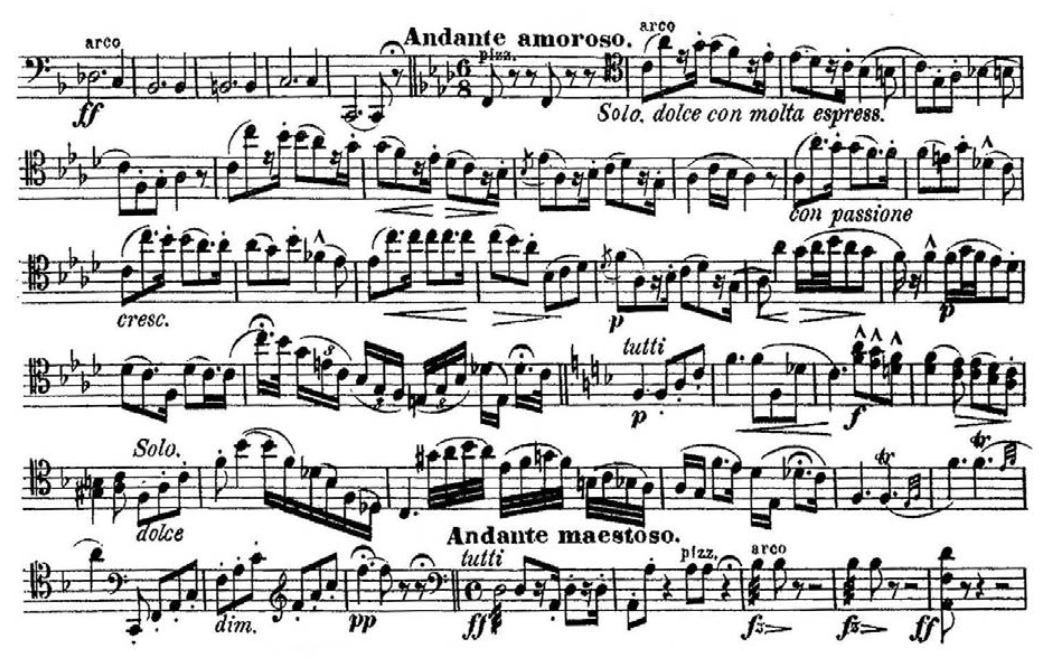 arco Andante amoroso. pizz. arco
ff 6 8 Solo. dolce con molta espress.
con passione
cresc. p p
3 tutti
3 p f
Solo. tr tr
dolce Andante maestoso.
tutti pizz. arco
dim. pp ff fz fz ff